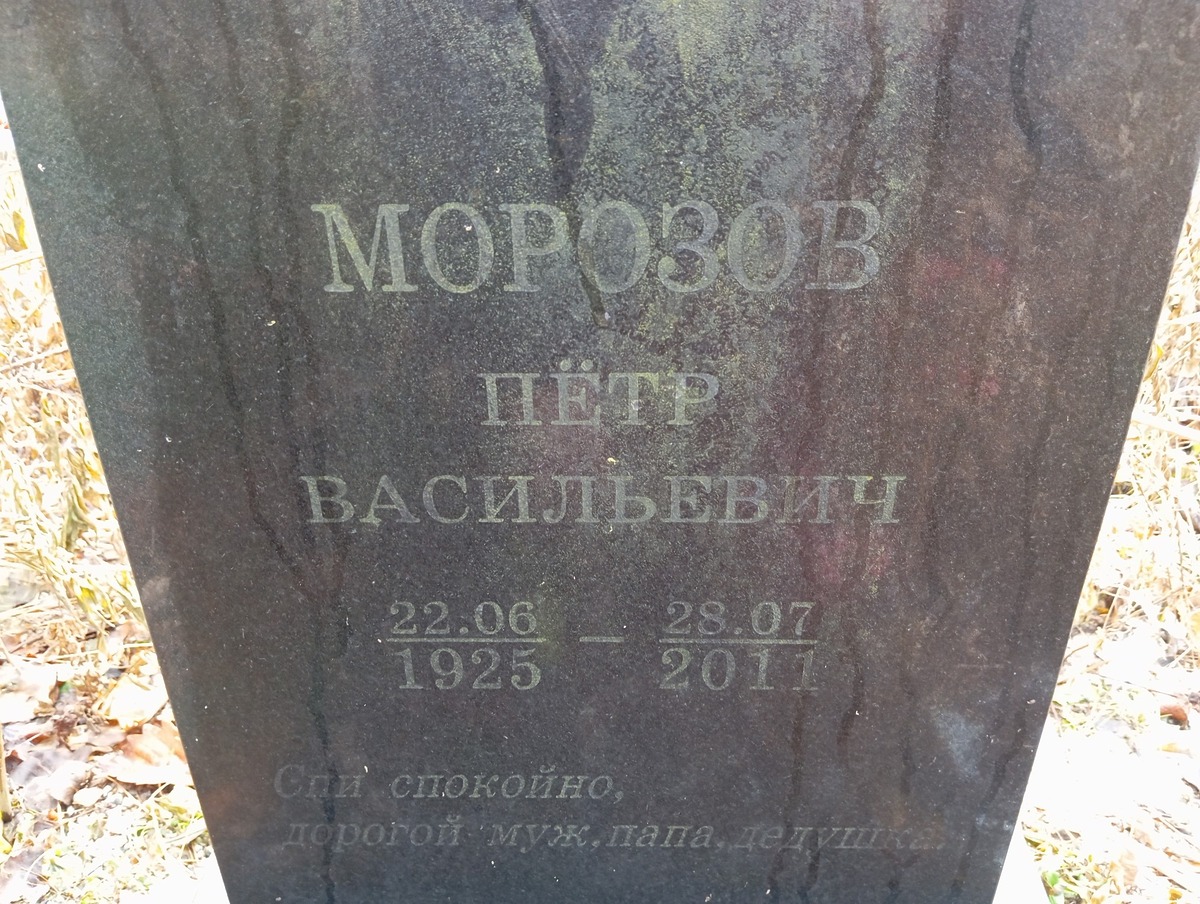 МОРОЗОВ
ПЁТР
ВАСИЛЬЕВИЧ
22.06 — 28.07
1925 2011
Спи спокойно,
дорогой муж, папа, дедушка.